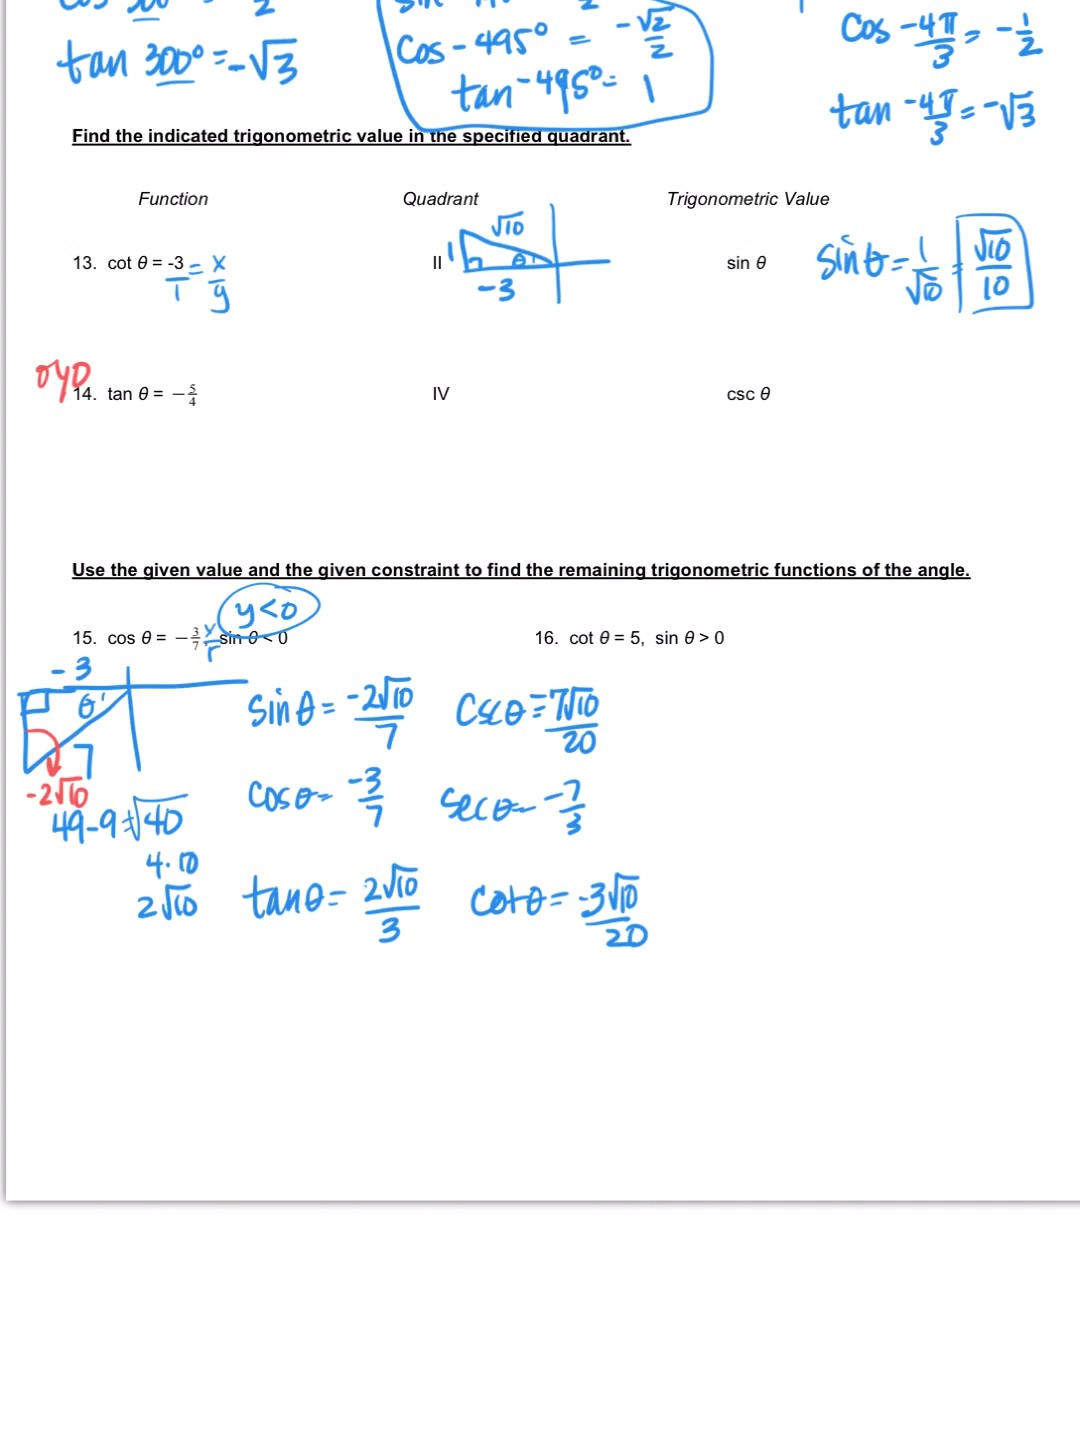 tan 300° = -√3
cos -495° = -√2/2
tan -495° = 1
cos -4π/3 = -1/2
tan -4π/3 = -√3
Find the indicated trigonometric value in the specified quadrant.
Function Quadrant Trigonometric Value
13. cot θ = -3/1 = x/y II sin θ sin θ = 1/√10 = √10/10
√10
1
θ'
-3
OYO
14. tan θ = -5/4 IV csc θ
Use the given value and the given constraint to find the remaining trigonometric functions of the angle.
y<0
15. cos θ = -3/7, x/r sin θ < 0 16. cot θ = 5, sin θ > 0
-3
θ'
7
-2√10
49-9=√40
4·10
2√10
sin θ = -2√10/7 csc θ = 7√10/20
cos θ = -3/7 sec θ = -7/3
tan θ = 2√10/3 cot θ = -3√10/20